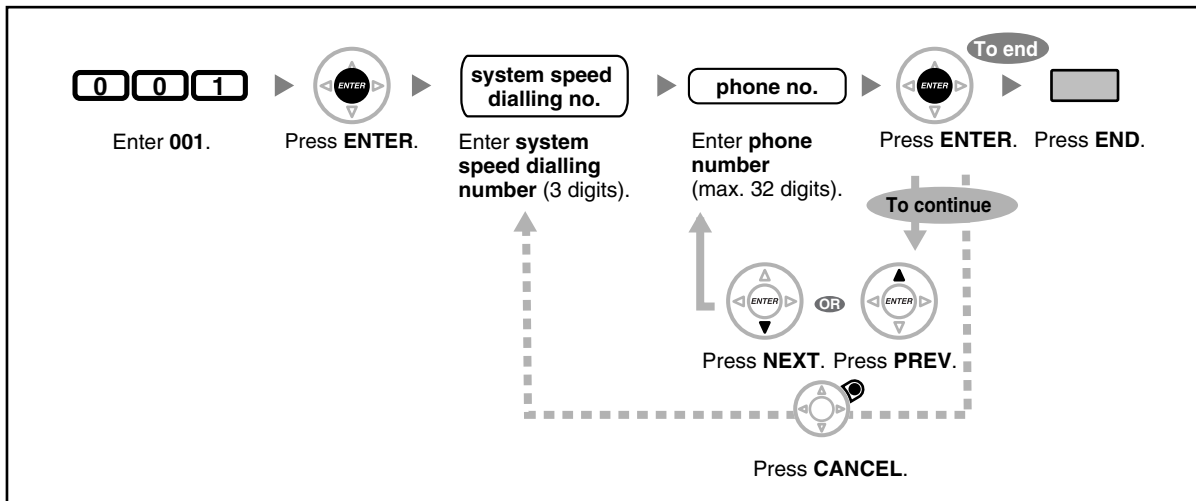 To end
0 0 1
ENTER
system speed
dialling no.
phone no.
ENTER
Enter 001.
Press ENTER.
Enter system
speed dialling
number (3 digits).
Enter phone
number
(max. 32 digits).
Press ENTER.
Press END.
To continue
ENTER
OR
ENTER
Press NEXT.
Press PREV.
Press CANCEL.